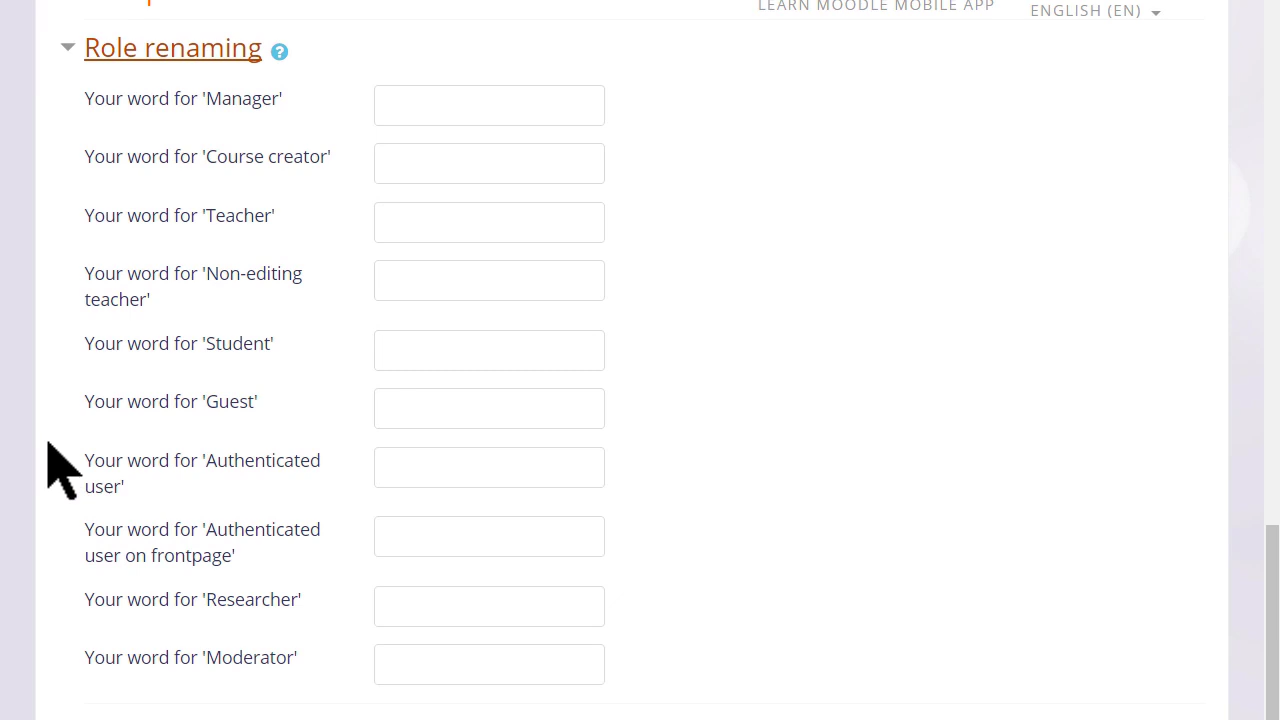 LEARN MOODLE MOBILE APP
ENGLISH (EN)
Role renaming
?
Your word for 'Manager'
Your word for 'Course creator'
Your word for 'Teacher'
Your word for 'Non-editing
teacher'
Your word for 'Student'
Your word for 'Guest'
Your word for 'Authenticated
user'
Your word for 'Authenticated
user on frontpage'
Your word for 'Researcher'
Your word for 'Moderator'